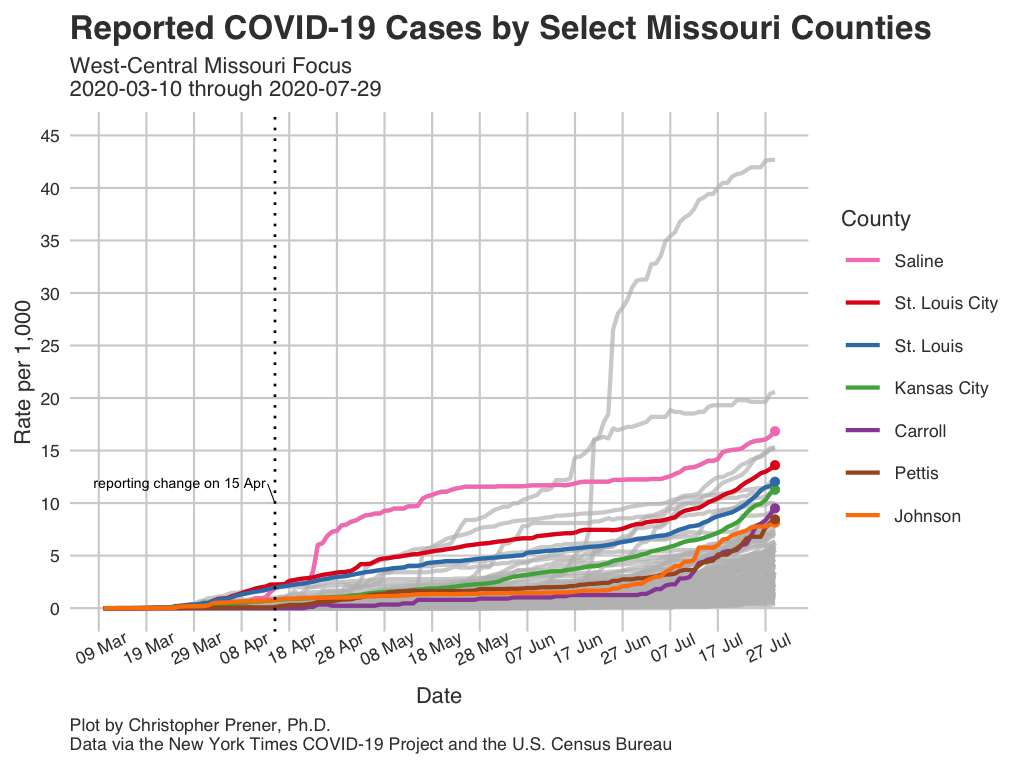 Reported COVID-19 Cases by Select Missouri Counties
West-Central Missouri Focus
2020-03-10 through 2020-07-29
45
40
35
30
25
20
15
10
5
0
Rate per 1,000
reporting change on 15 Apr
09 Mar
19 Mar
29 Mar
08 Apr
18 Apr
28 Apr
08 May
18 May
28 May
07 Jun
17 Jun
27 Jun
07 Jul
17 Jul
27 Jul
Date
County
Saline
St. Louis City
St. Louis
Kansas City
Carroll
Pettis
Johnson
Plot by Christopher Prener, Ph.D.
Data via the New York Times COVID-19 Project and the U.S. Census Bureau